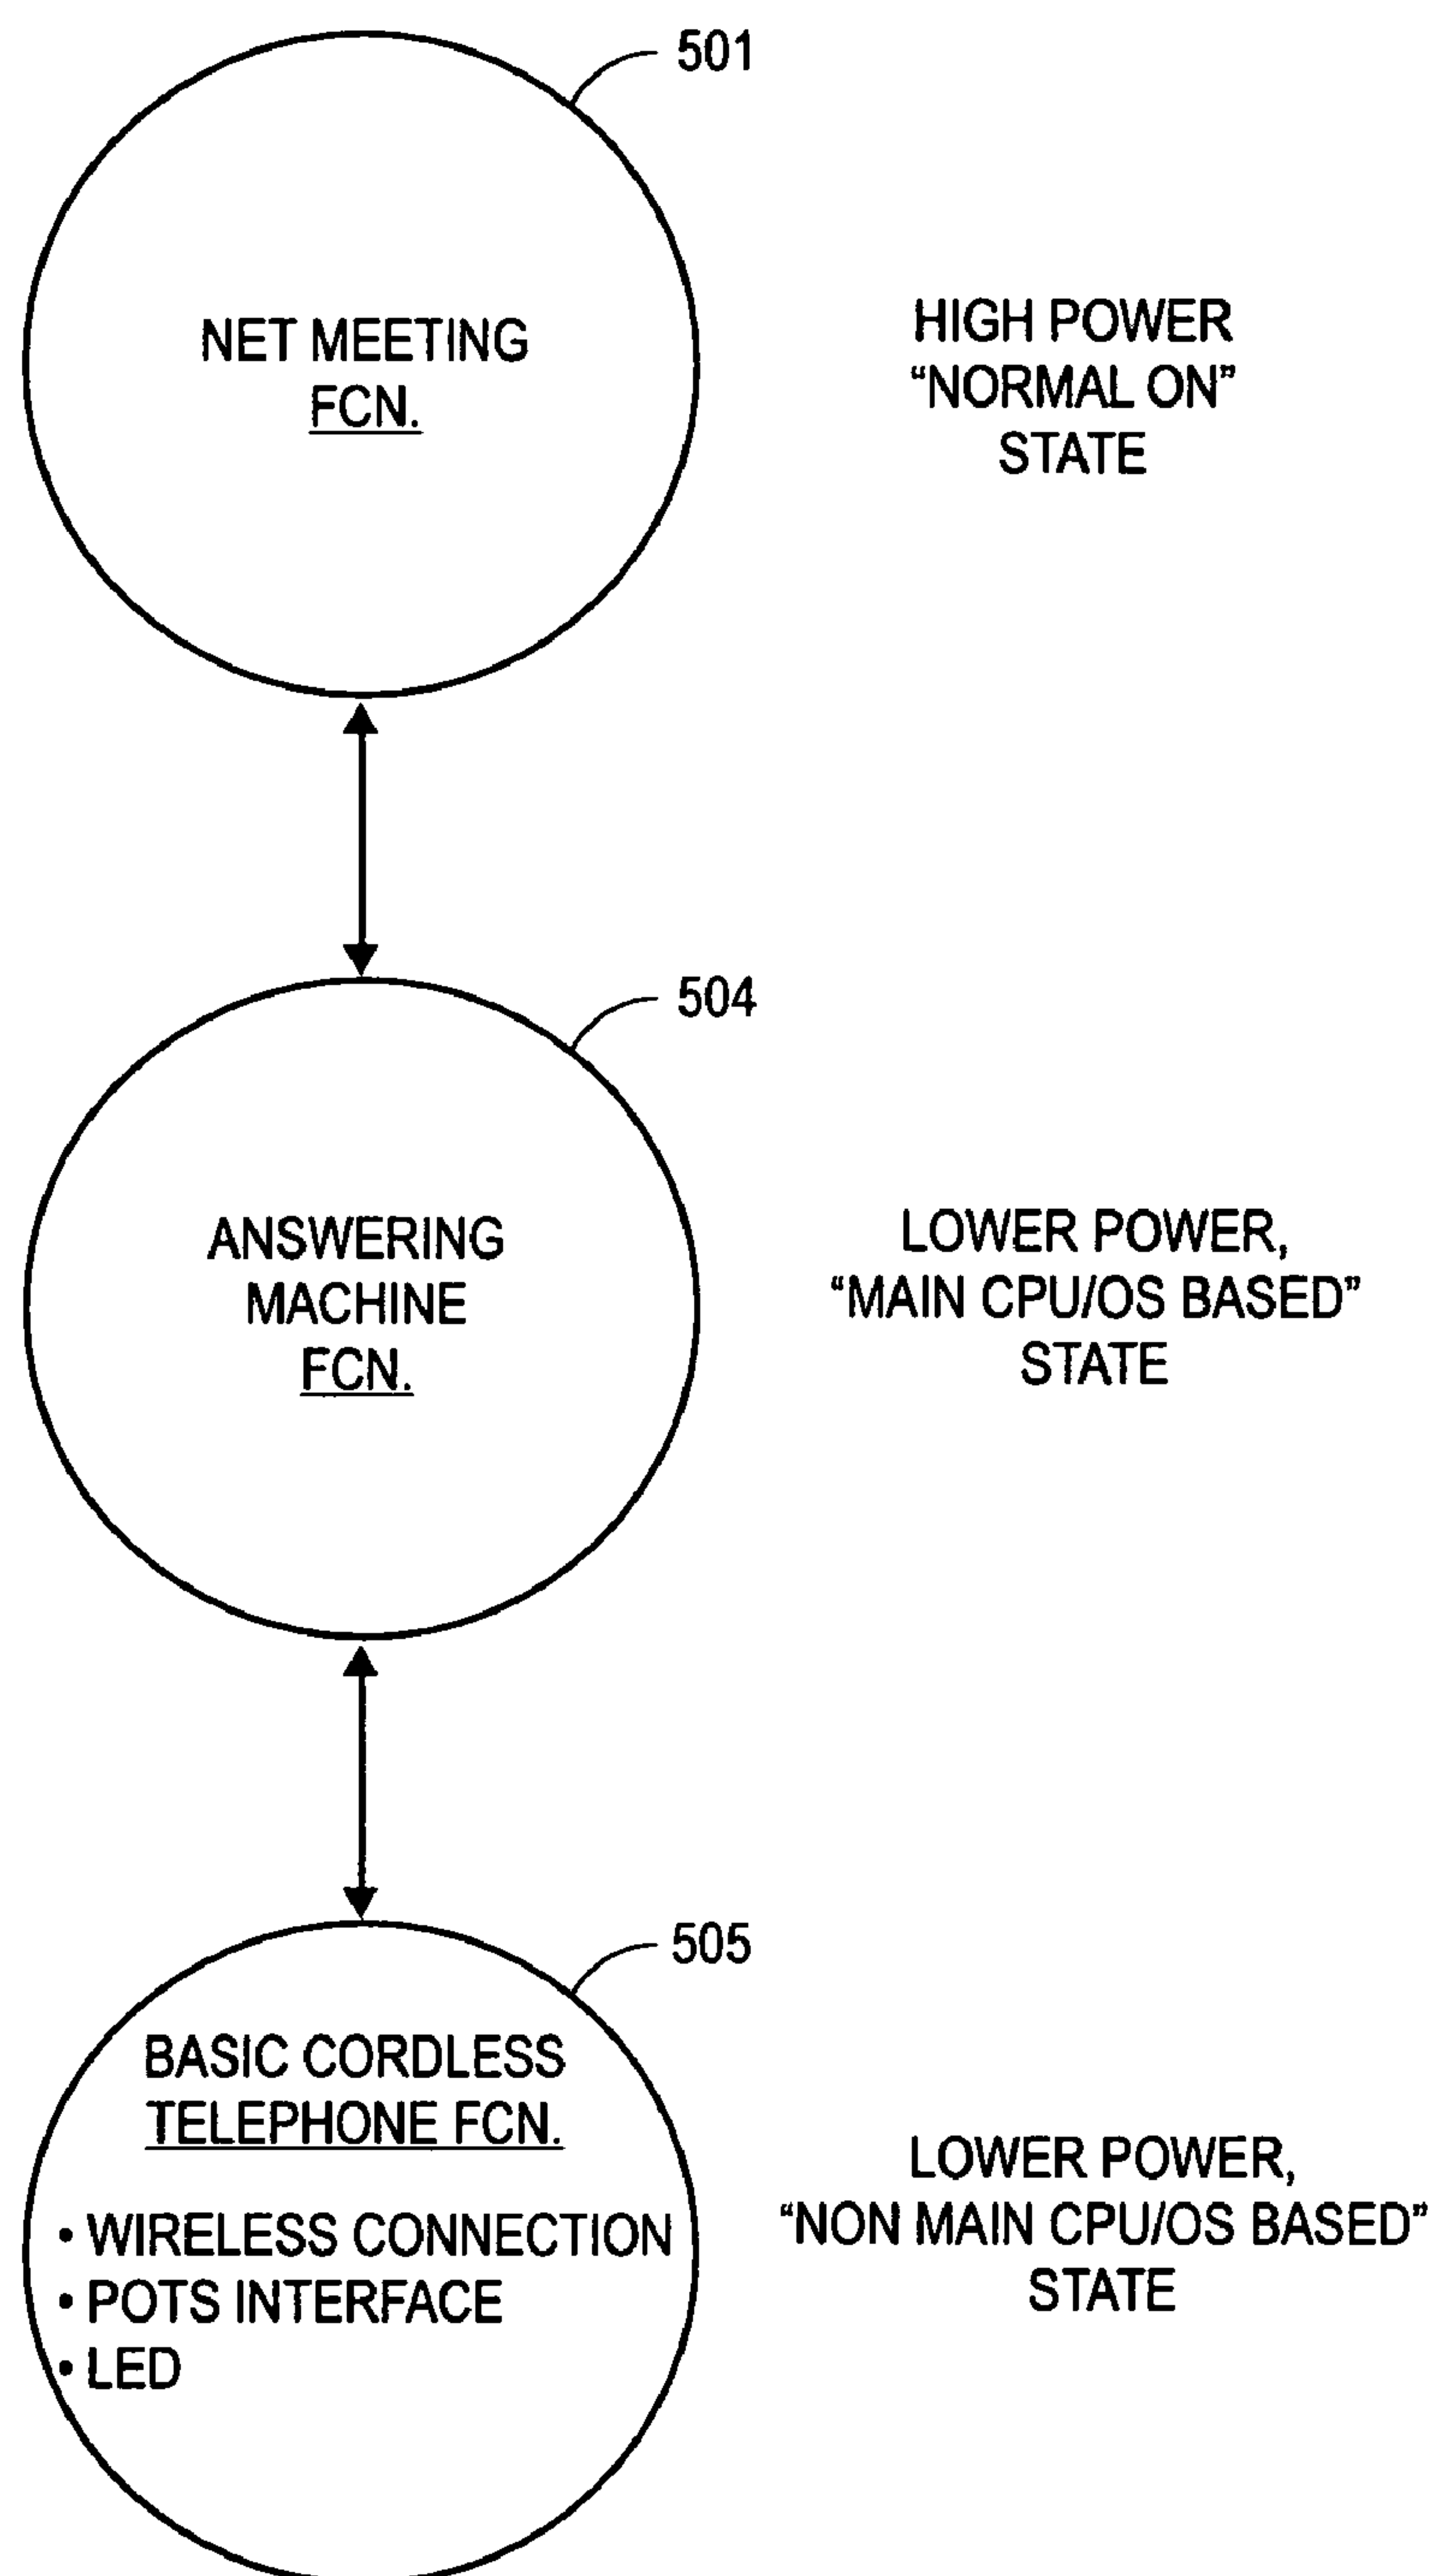 501
NET MEETING
FCN.
HIGH POWER
“NORMAL ON”
STATE
504
ANSWERING
MACHINE
FCN.
LOWER POWER,
“MAIN CPU/OS BASED”
STATE
505
BASIC CORDLESS
TELEPHONE FCN.
• WIRELESS CONNECTION
• POTS INTERFACE
• LED
LOWER POWER,
“NON MAIN CPU/OS BASED”
STATE